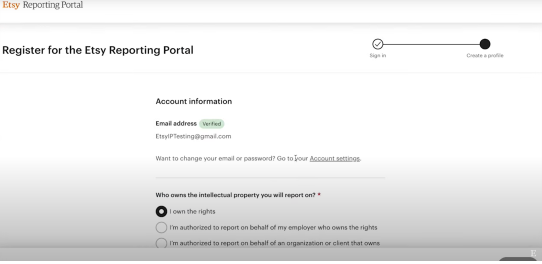 Etsy Reporting Portal
Register for the Etsy Reporting Portal
Sign in
Create a profile
Account information
Email address Verified
EtsyIPTesting@gmail.com
Want to change your email or password? Go to your Account settings.
Who owns the intellectual property you will report on? *
I own the rights
I'm authorized to report on behalf of my employer who owns the rights
I'm authorized to report on behalf of an organization or client that owns